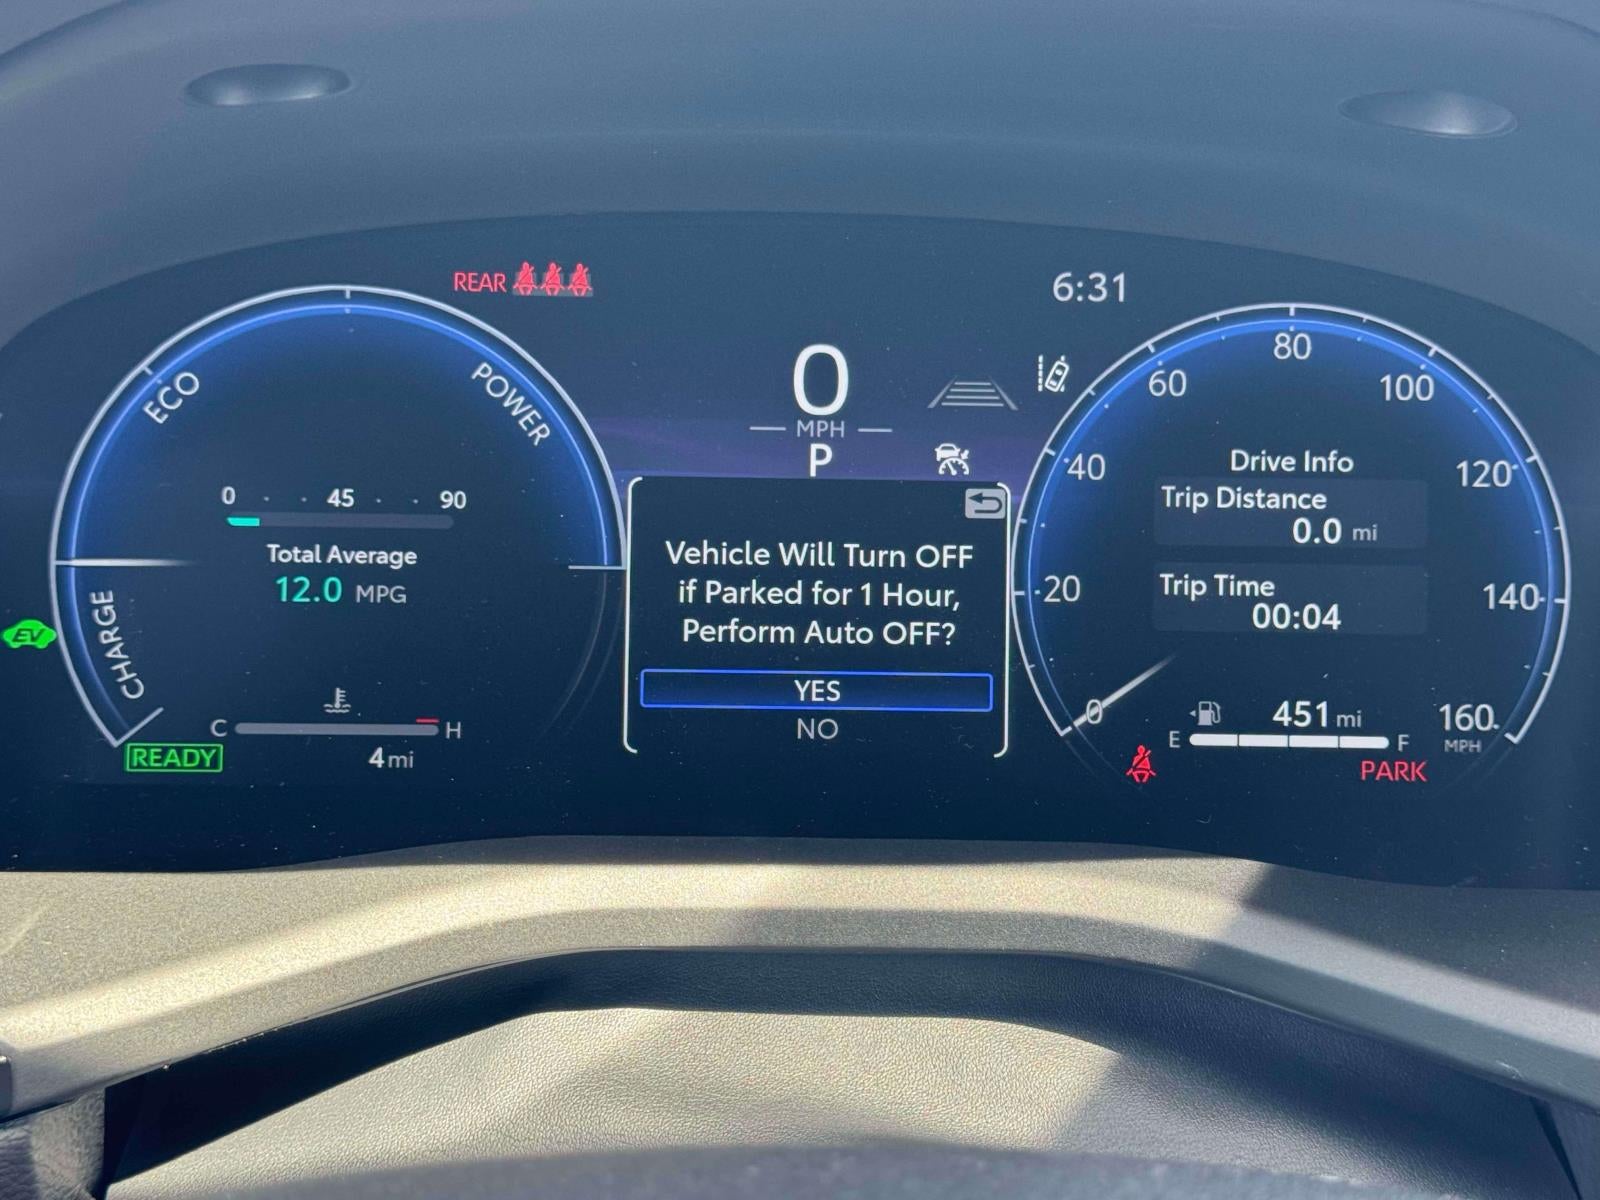 REAR
6:31
ECO
POWER
CHARGE
0 45 90
Total Average
12.0 MPG
EV
READY
C H
4 mi
0
MPH
P
Vehicle Will Turn OFF
if Parked for 1 Hour,
Perform Auto OFF?
YES
NO
0
20
40
60
80
100
120
140
160
MPH
Drive Info
Trip Distance
0.0 mi
Trip Time
00:04
451 mi
E F
PARK